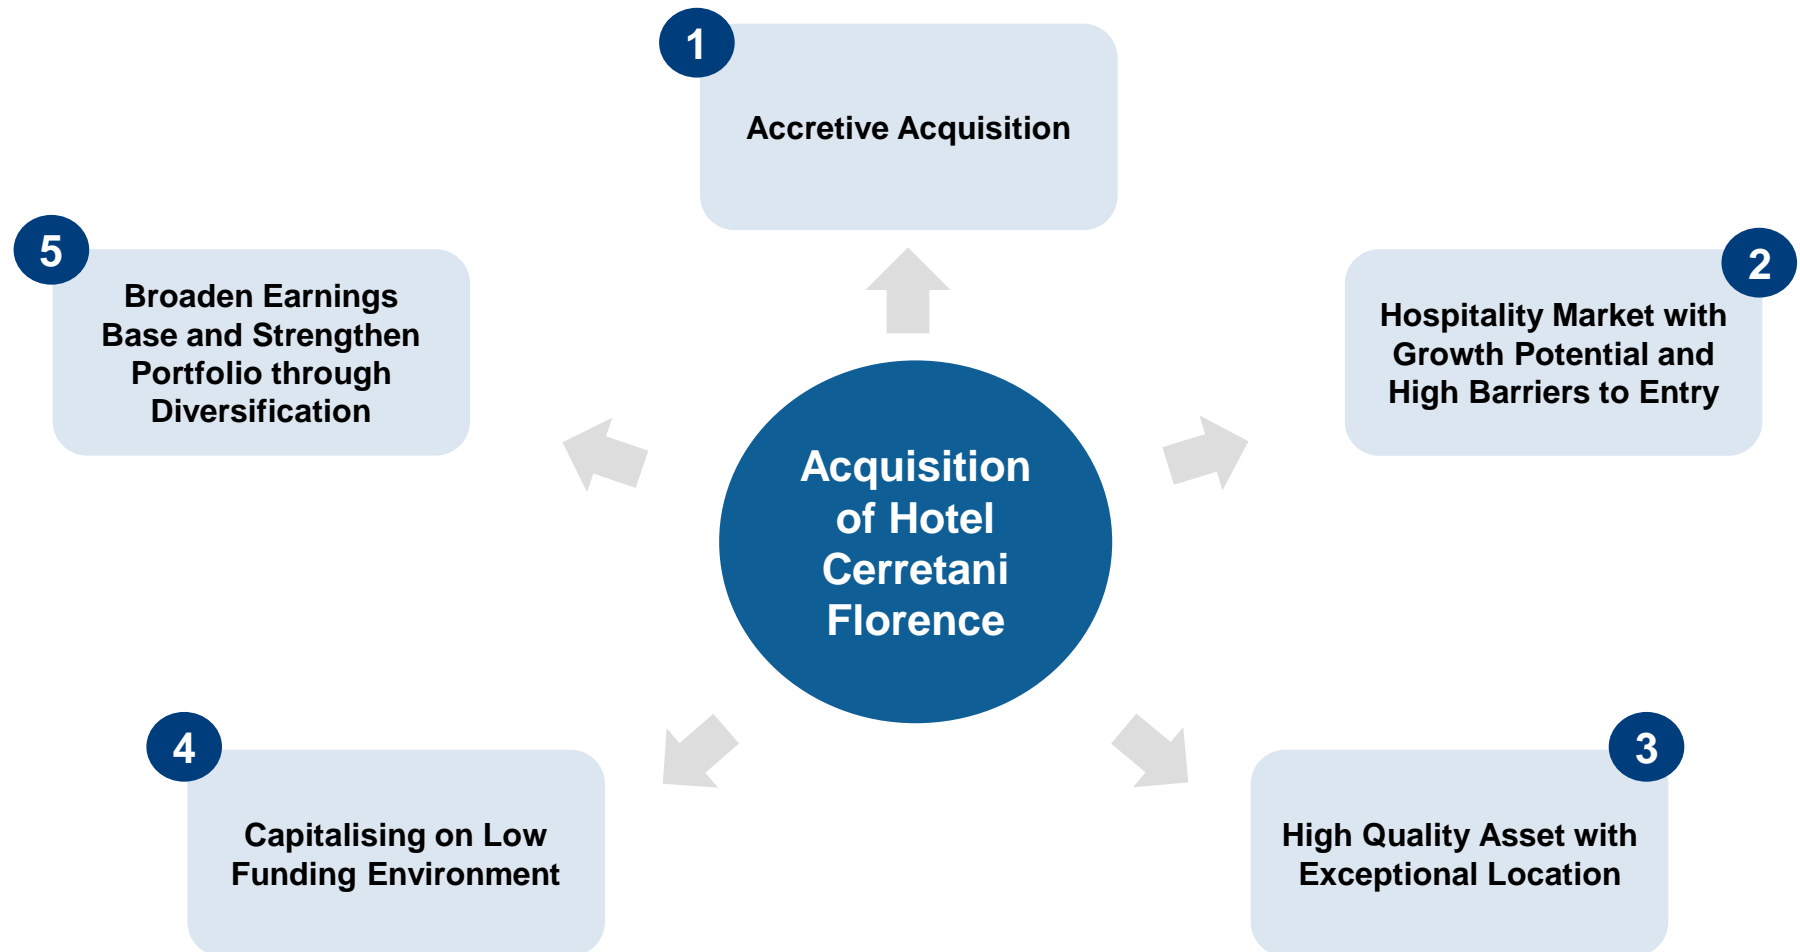 1
Accretive Acquisition
2
Hospitality Market with
Growth Potential and
High Barriers to Entry
3
High Quality Asset with
Exceptional Location
4
Capitalising on Low
Funding Environment
5
Broaden Earnings
Base and Strengthen
Portfolio through
Diversification
Acquisition
of Hotel
Cerretani
Florence